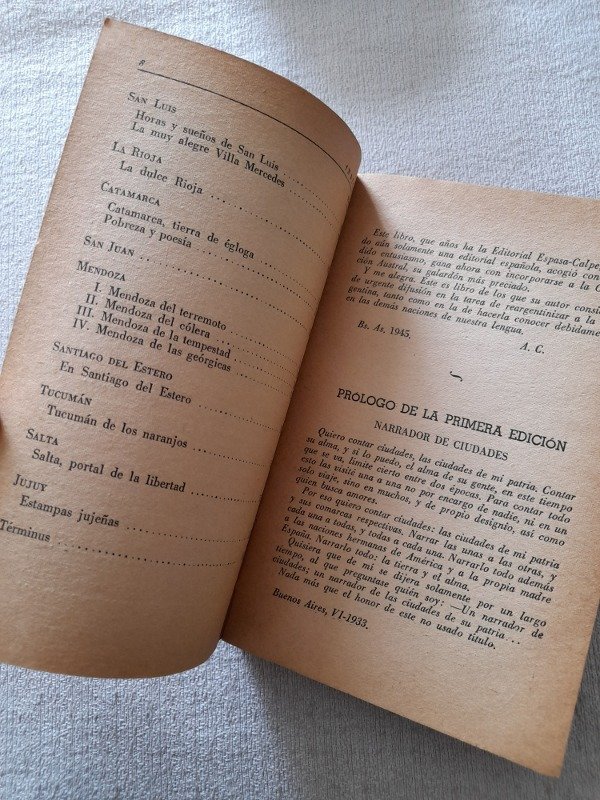 8
SAN LUIS
Horas y sueños de San Luis
La muy alegre Villa Mercedes
LA RIOJA
La dulce Rioja
CATAMARCA
Catamarca, tierra de égloga
Pobreza y poesía
SAN JUAN
MENDOZA
I. Mendoza del terremoto
II. Mendoza del cólera
III. Mendoza de la tempestad
IV. Mendoza de las geórgicas
SANTIAGO DEL ESTERO
En Santiago del Estero
TUCUMÁN
Tucumán de los naranjos
SALTA
Salta, portal de la libertad
JUJUY
Estampas jujeñas
Términus
Este libro, que años ha la Editorial Espasa-Calpe,
do aún solamente una editorial española, acogió con
dido entusiasmo, gana ahora con incorporarse a la
ción Austral, su galardón más preciado.
Y me alegra. Este es libro de los que su autor
de urgente difusión en la tarea de reargentinizar a la
gentina, tanto como en la de hacerla conocer
en las demás naciones de nuestra lengua.
Bs. As. 1945. A. C.
PRÓLOGO DE LA PRIMERA EDICIÓN
NARRADOR DE CIUDADES
Quiero contar ciudades, las ciudades de mi patria. Contar
su alma, y si lo puedo, el alma de su gente, en este tiempo
que se va, límite cierto entre dos épocas. Para contar todo
esto las visité una a una no por encargo de nadie, ni en un
solo viaje, sino en muchos, y de propio designio, así como
quien busca amores.
Por eso quiero contar ciudades: las ciudades de mi patria
y sus comarcas respectivas. Narrar las unas a las otras, y
cada una a todas, y todas a cada una. Narrarlo todo además
a las naciones hermanas de América y a la propia madre
España. Narrarlo todo: la tierra y el alma.
Quisiera que de mí se dijera solamente por un largo
tiempo, al que preguntase quién soy: —Un narrador de
ciudades; un narrador de las ciudades de su patria...
Nada más que el honor de este no usado título.
Buenos Aires, VI-1933.